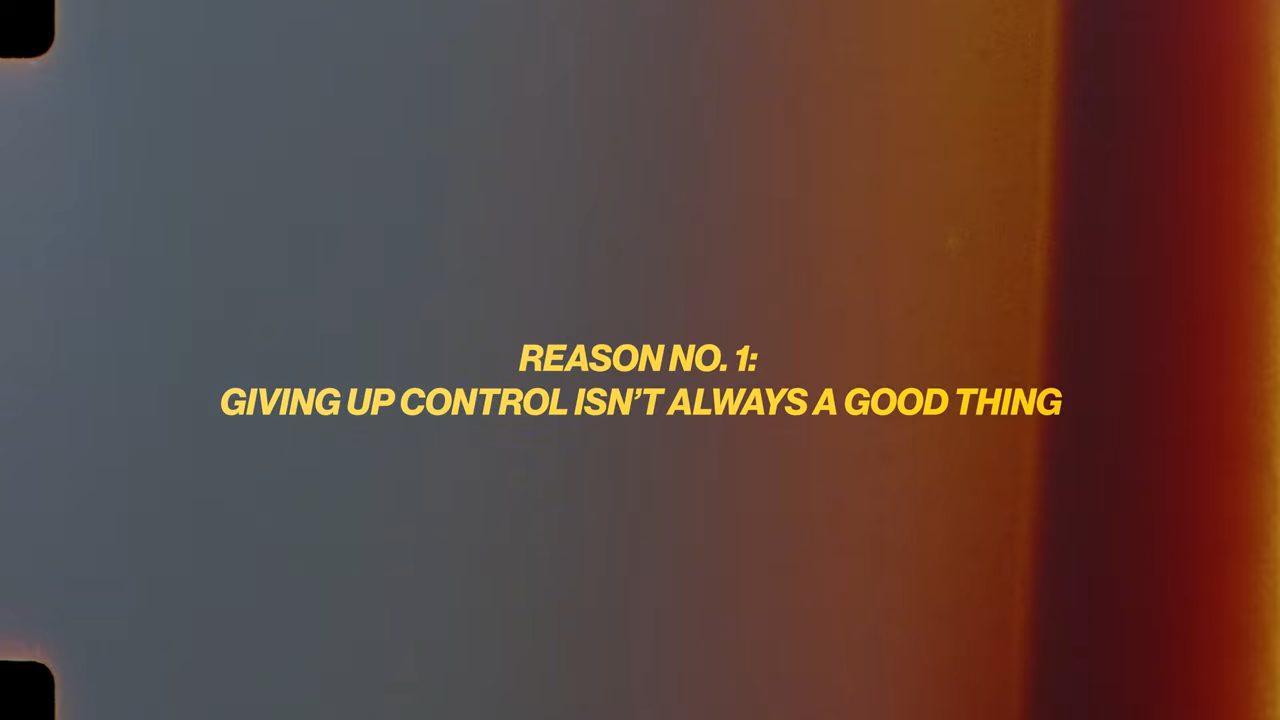 REASON NO. 1:
GIVING UP CONTROL ISN’T ALWAYS A GOOD THING